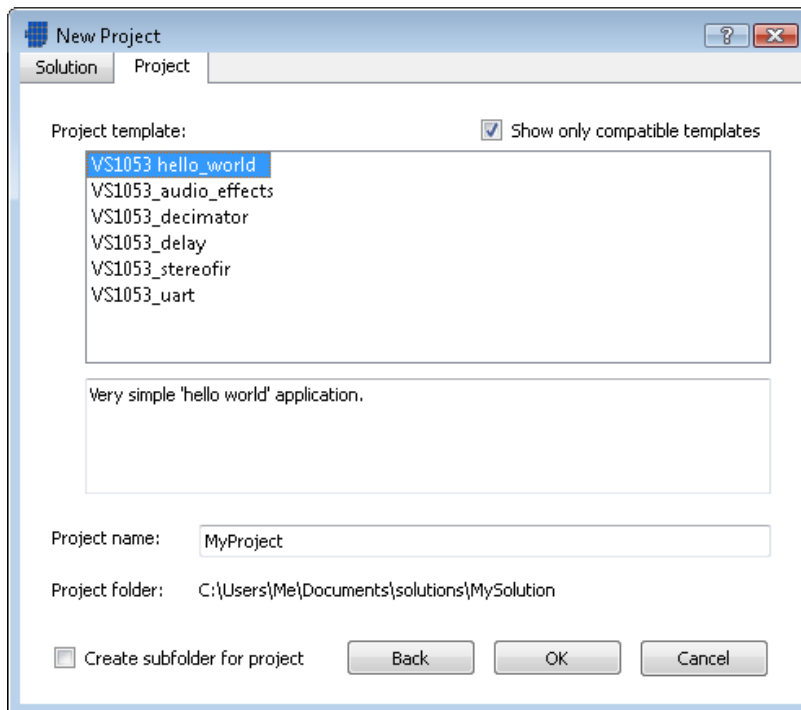 New Project
Solution Project
Project template: Show only compatible templates
VS1053 hello_world
VS1053_audio_effects
VS1053_decimator
VS1053_delay
VS1053_stereofir
VS1053_uart
Very simple 'hello world' application.
Project name: MyProject
Project folder: C:\Users\Me\Documents\solutions\MySolution
Create subfolder for project Back OK Cancel